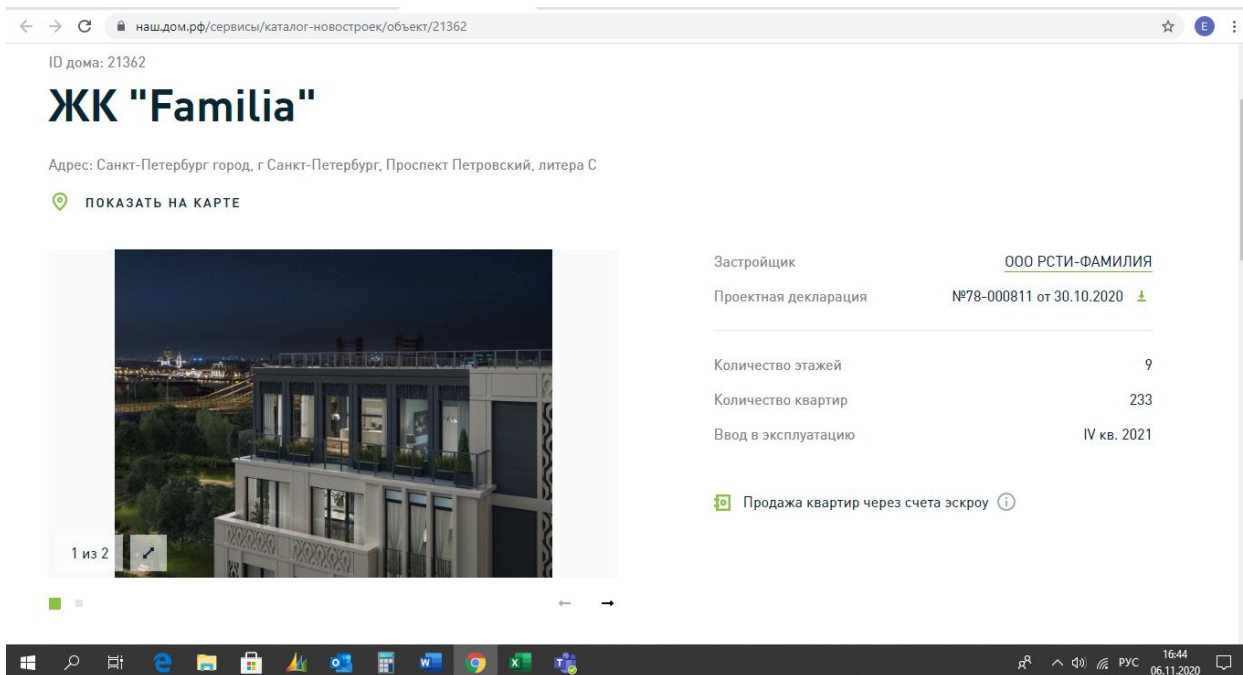 наш.дом.рф/сервисы/каталог-новостроек/объект/21362
E
ID дома: 21362
ЖК "Familia"
Адрес: Санкт-Петербург город, г Санкт-Петербург, Проспект Петровский, литера С
ПОКАЗАТЬ НА КАРТЕ
Застройщик ООО РСТИ-ФАМИЛИЯ
Проектная декларация №78-000811 от 30.10.2020
Количество этажей 9
Количество квартир 233
Ввод в эксплуатацию IV кв. 2021
Продажа квартир через счета эскроу
1 из 2
РУС
16:44
06.11.2020